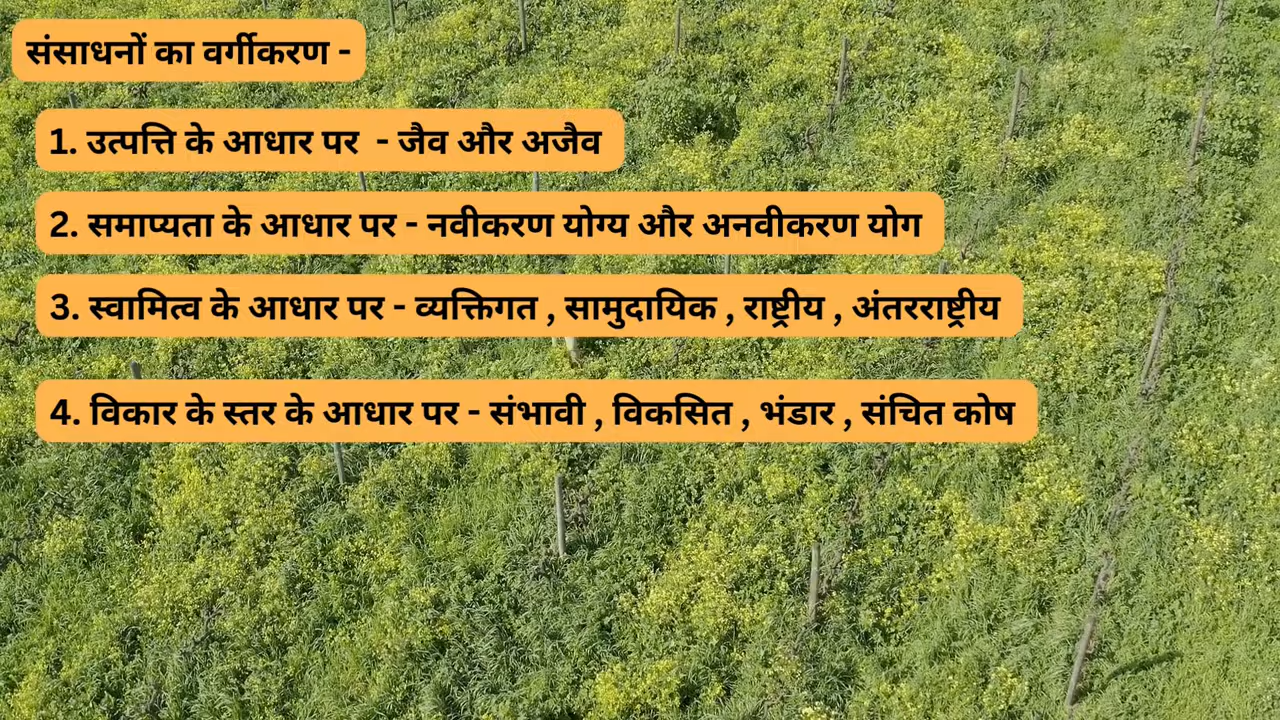 संसाधनों का वर्गीकरण -
1. उत्पत्ति के आधार पर - जैव और अजैव
2. समाप्यता के आधार पर - नवीकरण योग्य और अनवीकरण योग
3. स्वामित्व के आधार पर - व्यक्तिगत , सामुदायिक , राष्ट्रीय , अंतरराष्ट्रीय
4. विकार के स्तर के आधार पर - संभावी , विकसित , भंडार , संचित कोष